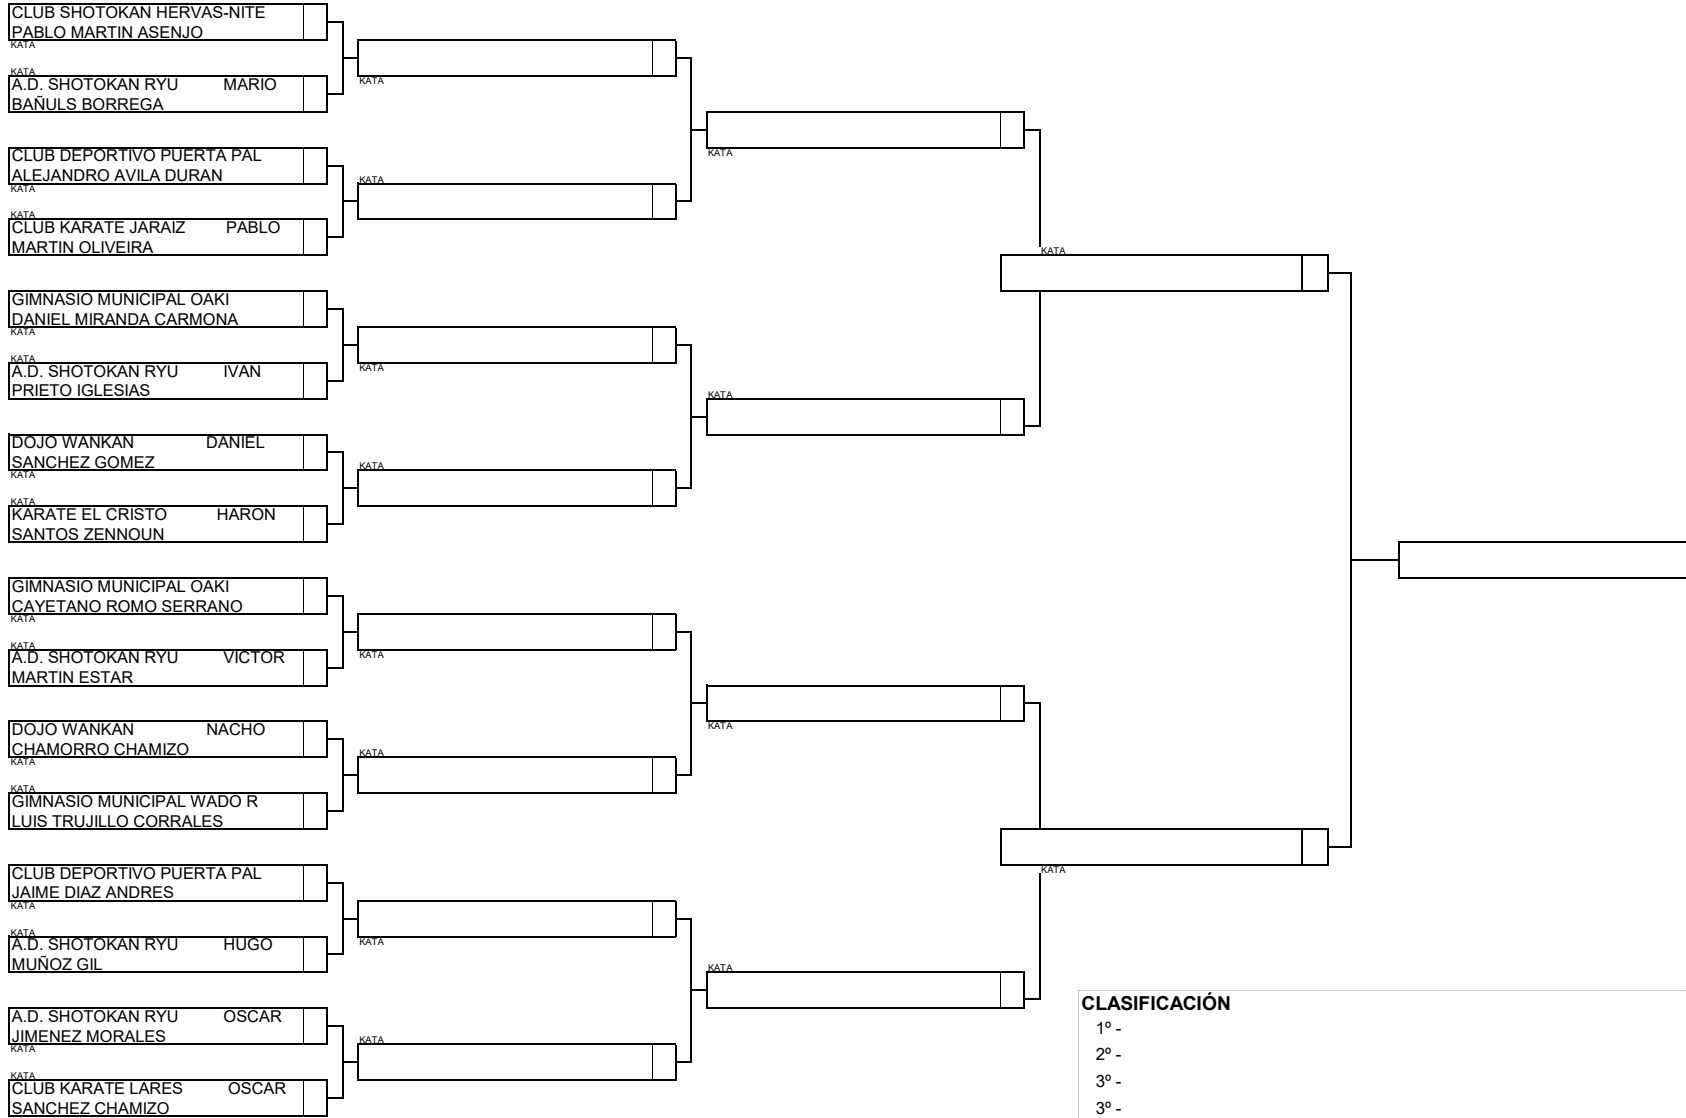 CLUB SHOTOKAN HERVAS-NITE
PABLO MARTIN ASENJO
KATA
KATA
A.D. SHOTOKAN RYU MARIO
BAÑULS BORREGA
CLUB DEPORTIVO PUERTA PAL
ALEJANDRO AVILA DURAN
KATA
KATA
CLUB KARATE JARAIZ PABLO
MARTIN OLIVEIRA
GIMNASIO MUNICIPAL OAKI
DANIEL MIRANDA CARMONA
KATA
KATA
A.D. SHOTOKAN RYU IVAN
PRIETO IGLESIAS
DOJO WANKAN DANIEL
SANCHEZ GOMEZ
KATA
KATA
KARATE EL CRISTO HARON
SANTOS ZENNOUN
GIMNASIO MUNICIPAL OAKI
CAYETANO ROMO SERRANO
KATA
KATA
A.D. SHOTOKAN RYU VICTOR
MARTIN ESTAR
DOJO WANKAN NACHO
CHAMORRO CHAMIZO
KATA
KATA
GIMNASIO MUNICIPAL WADO R
LUIS TRUJILLO CORRALES
CLUB DEPORTIVO PUERTA PAL
JAIME DIAZ ANDRES
KATA
KATA
A.D. SHOTOKAN RYU HUGO
MUÑOZ GIL
A.D. SHOTOKAN RYU OSCAR
JIMENEZ MORALES
KATA
KATA
CLUB KARATE LARES OSCAR
SANCHEZ CHAMIZO
KATA
KATA
KATA
KATA
KATA
KATA
KATA
KATA
KATA
KATA
KATA
KATA
KATA
KATA
CLASIFICACIÓN
1º -
2º -
3º -
3º -